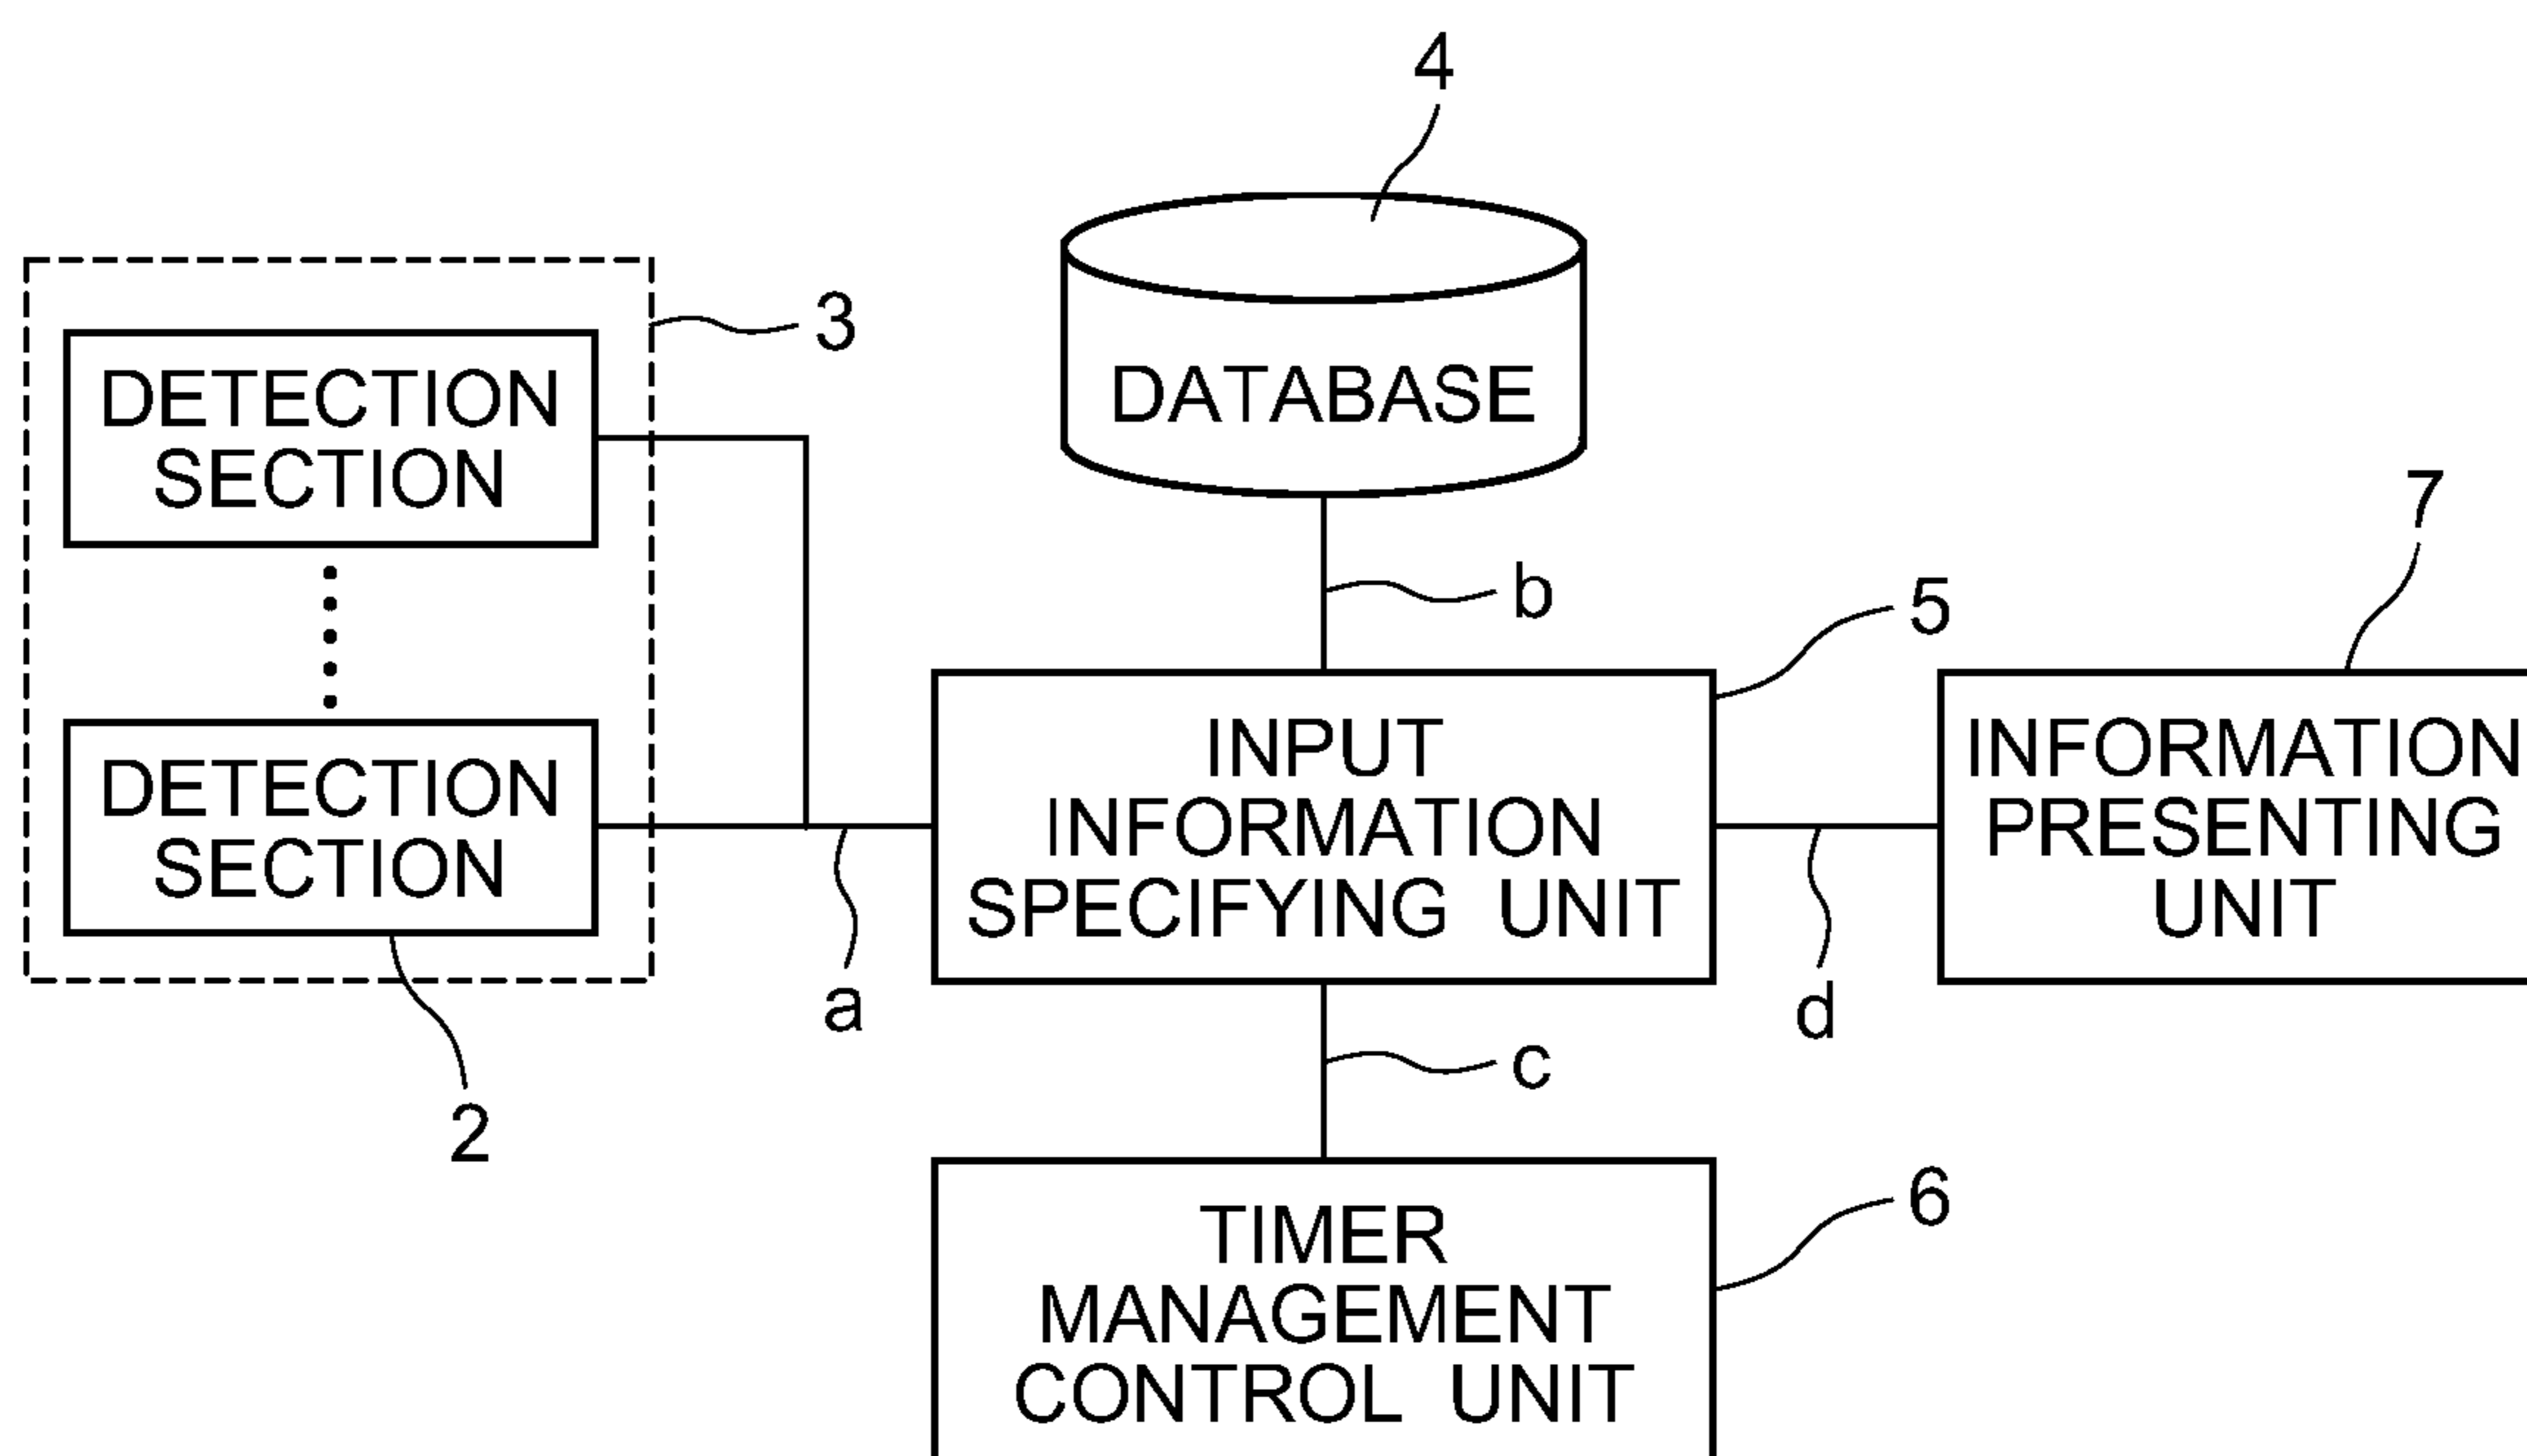 4
3
DETECTION
SECTION
DATABASE
7
b
5
DETECTION
SECTION
INPUT
INFORMATION
SPECIFYING UNIT
INFORMATION
PRESENTING
UNIT
a
d
c
2
6
TIMER
MANAGEMENT
CONTROL UNIT